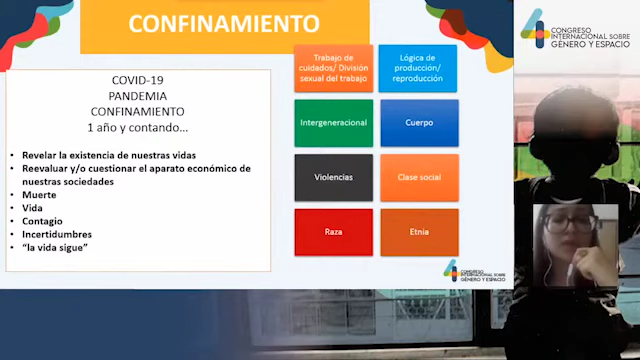 CONFINAMIENTO
COVID-19
PANDEMIA
CONFINAMIENTO
1 año y contando...
• Revelar la existencia de nuestras vidas
• Reevaluar y/o cuestionar el aparato económico de
nuestras sociedades
• Muerte
• Vida
• Contagio
• Incertidumbres
• “la vida sigue”
Trabajo de
cuidados/ División
sexual del trabajo
Lógica de
producción/
reproducción
Intergeneracional
Cuerpo
Violencias
Clase social
Raza
Etnia
4
CONGRESO
INTERNACIONAL SOBRE
GÉNERO Y ESPACIO
4
CONGRESO
INTERNACIONAL SOBRE
GÉNERO Y ESPACIO